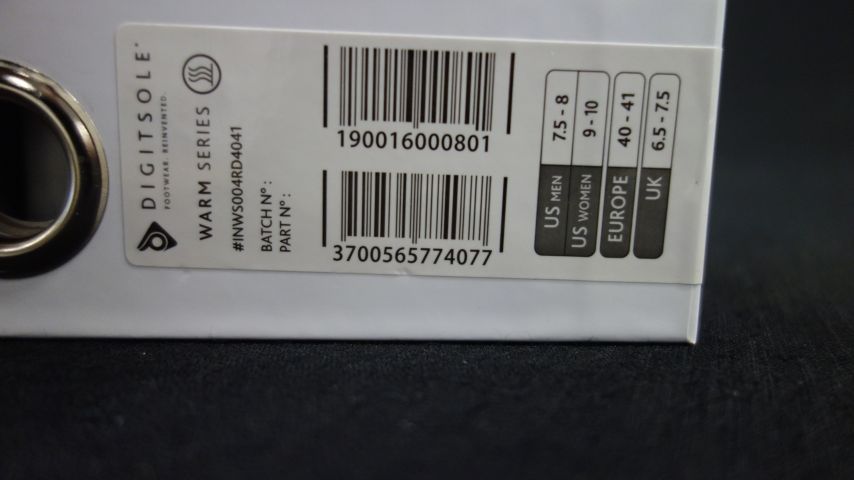 DIGITSOLE
FOOTWEAR. REINVENTED.
WARM SERIES
#INWS004RD4041
BATCH N° :
PART N° :
190016000801
3700565774077
US MEN 7.5 - 8
US WOMEN 9 - 10
EUROPE 40 - 41
UK 6.5 - 7.5